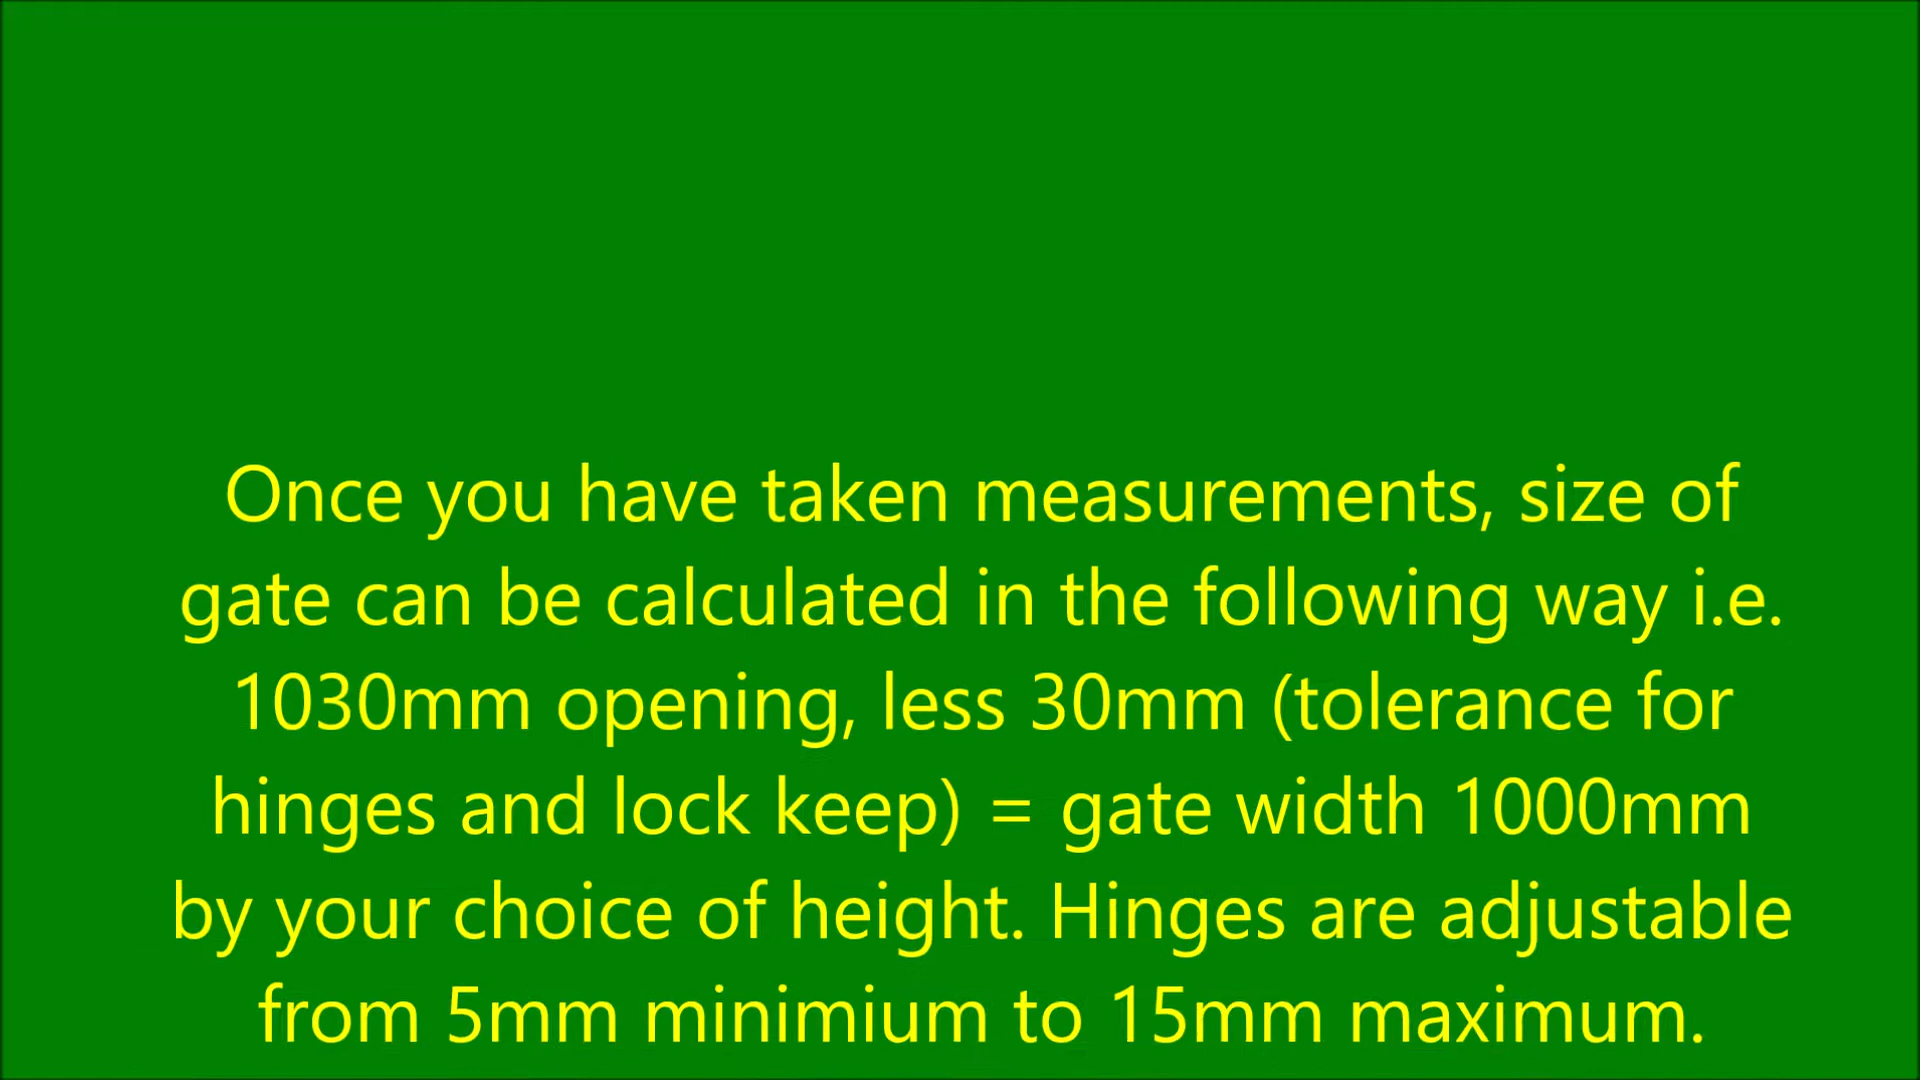 Once you have taken measurements, size of
gate can be calculated in the following way i.e.
1030mm opening, less 30mm (tolerance for
hinges and lock keep) = gate width 1000mm
by your choice of height. Hinges are adjustable
from 5mm minimium to 15mm maximum.